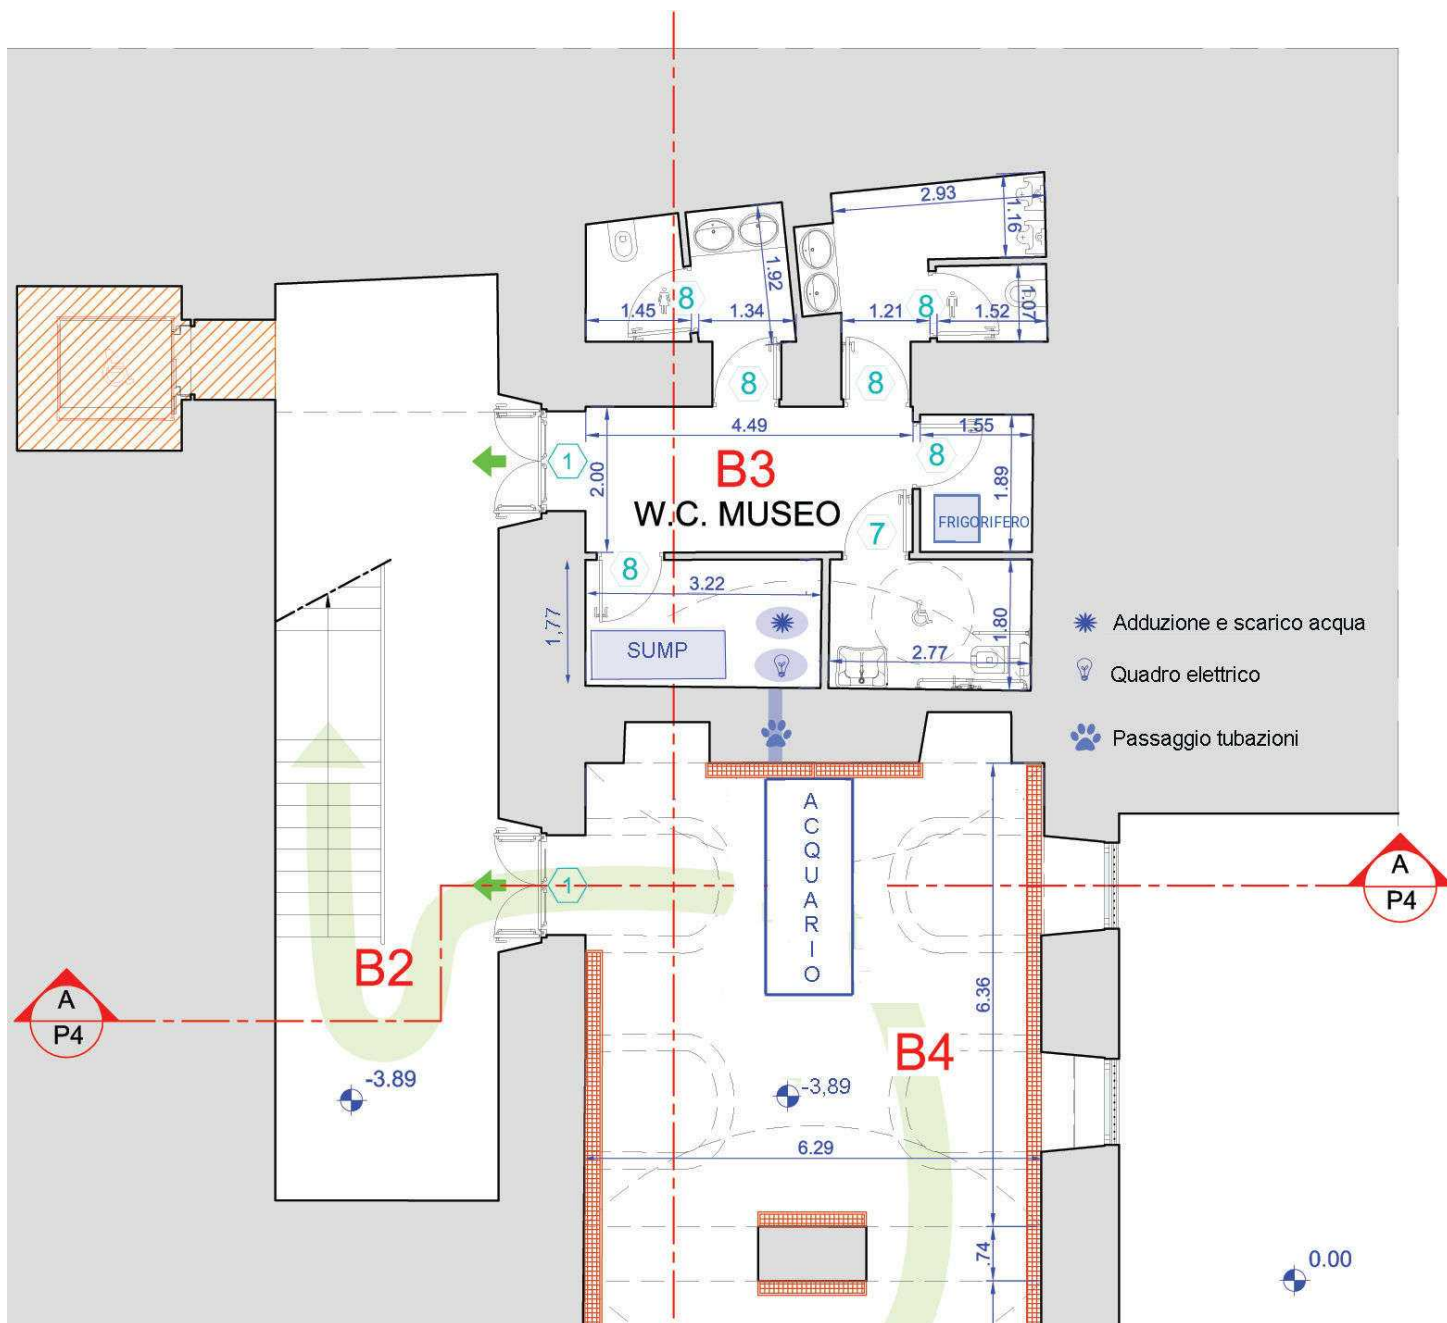 2.93
1.16
1.92
1.07
1.45
8
1.34
1.21
8
1.52
8
8
4.49
1.55
1
2.00
B3
8
1.89
W.C. MUSEO
FRIGORIFERO
7
8
3.22
1,77
1.80
SUMP
2.77
Adduzione e scarico acqua
Quadro elettrico
Passaggio tubazioni
ACQUARIO
1
A
P4
B2
6.36
A
P4
B4
-3.89
-3,89
6.29
.74
0.00